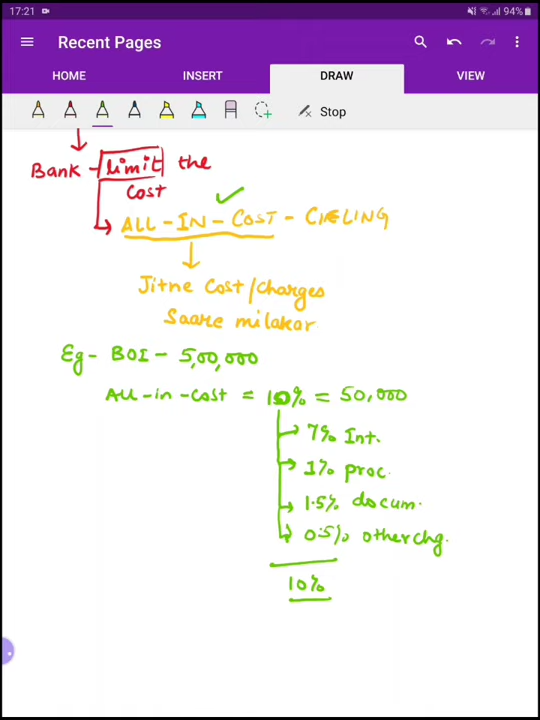 17:21 94%
Recent Pages
HOME INSERT DRAW VIEW
Stop
Bank - limit the
Cost
ALL-IN-COST - CIELING
Jitne Cost/Charges
Saare milakar
Eg- BOI - 5,00,000
ALL-in-cost = 10% = 50,000
7% Int.
1% proc.
1.5% docum.
0.5% other chg.
10%